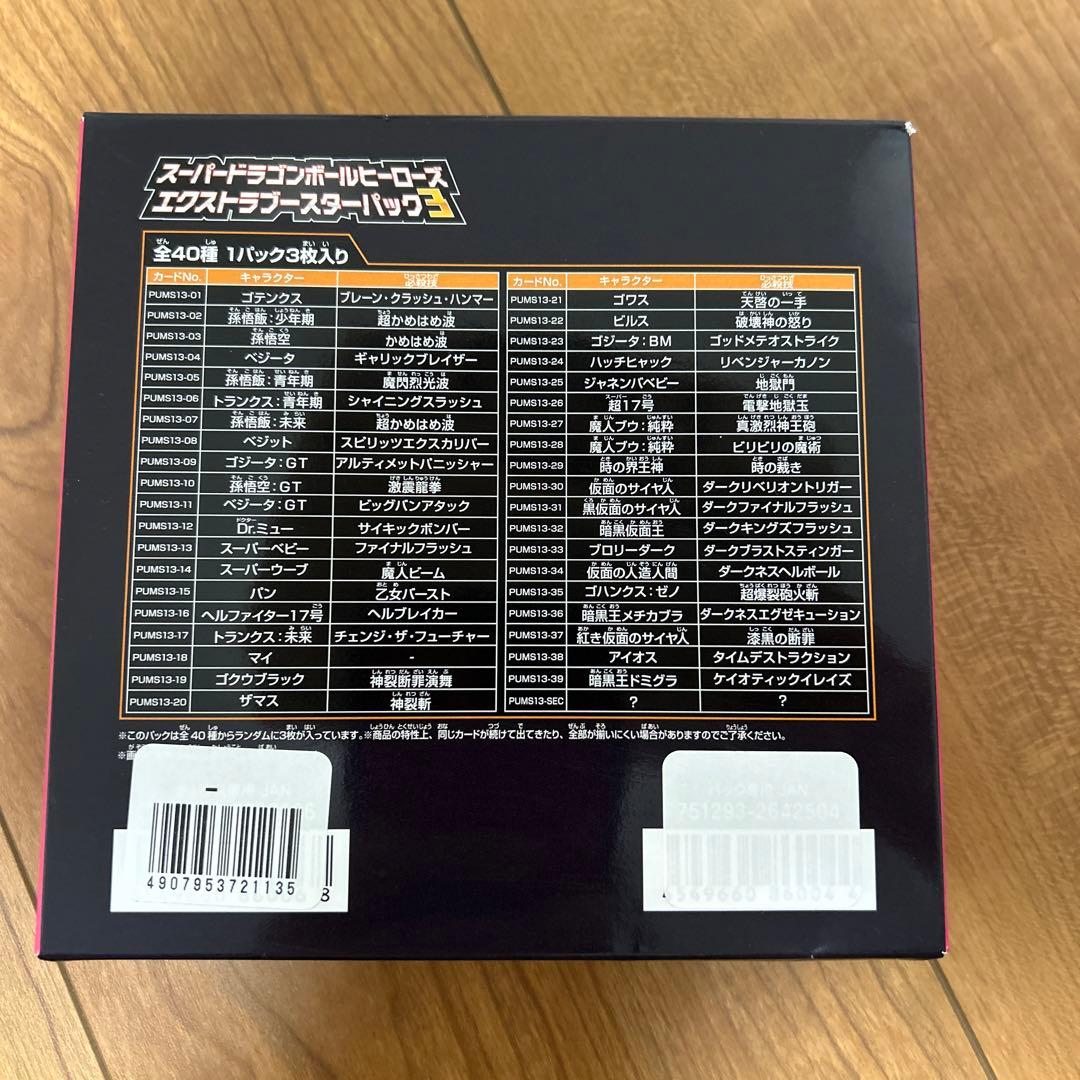 スーパードラゴンボールヒーローズ
エクストラブースターパック3
全40種 1パック3枚入り
カードNo. キャラクター 必殺技
PUMS13-01 ゴテンクス ブレーン・クラッシュ・ハンマー
PUMS13-02 孫悟飯:少年期 超かめはめ波
PUMS13-03 孫悟空 かめはめ波
PUMS13-04 ベジータ ギャリックブレイザー
PUMS13-05 孫悟飯:青年期 魔閃烈光波
PUMS13-06 トランクス:青年期 シャイニングスラッシュ
PUMS13-07 孫悟飯:未来 超かめはめ波
PUMS13-08 ベジット スピリッツエクスカリバー
PUMS13-09 ゴジータ:GT アルティメットバニッシャー
PUMS13-10 孫悟空:GT 激震龍拳
PUMS13-11 ベジータ:GT ビッグバンアタック
PUMS13-12 Dr.ミュー サイキックボンバー
PUMS13-13 スーパーベビー ファイナルフラッシュ
PUMS13-14 スーパーウーブ 魔人ビーム
PUMS13-15 パン 乙女バースト
PUMS13-16 ヘルファイター17号 ヘルブレイカー
PUMS13-17 トランクス:未来 チェンジ・ザ・フューチャー
PUMS13-18 マイ -
PUMS13-19 ゴクウブラック 神裂断罪演舞
PUMS13-20 ザマス 神裂斬
カードNo. キャラクター 必殺技
PUMS13-21 ゴワス 天啓の一手
PUMS13-22 ビルス 破壊神の怒り
PUMS13-23 ゴジータ:BM ゴッドメテオストライク
PUMS13-24 ハッチヒャック リベンジャーカノン
PUMS13-25 ジャネンバベビー 地獄門
PUMS13-26 超17号 電撃地獄玉
PUMS13-27 魔人ブウ:純粋 真激烈神王砲
PUMS13-28 魔人ブウ:純粋 ビリビリの魔術
PUMS13-29 時の界王神 時の裁き
PUMS13-30 仮面のサイヤ人 ダークリベリオントリガー
PUMS13-31 黒仮面のサイヤ人 ダークファイナルフラッシュ
PUMS13-32 暗黒仮面王 ダークキングズフラッシュ
PUMS13-33 ブロリーダーク ダークブラストスティンガー
PUMS13-34 仮面の人造人間 ダークネスヘルボール
PUMS13-35 ゴハンクス:ゼノ 超爆裂砲火斬
PUMS13-36 暗黒王メチカブラ ダークネスエグゼキューション
PUMS13-37 紅き仮面のサイヤ人 漆黒の断罪
PUMS13-38 アイオス タイムデストラクション
PUMS13-39 暗黒王ドミグラ ケイオティックイレイズ
PUMS13-SEC ? ?
※このパックは全40種からランダムに3枚が入っています。※商品の特性上、同じカードが続けて出てきたり、全部が揃いにくい場合がありますのでご了承ください。
-
4907953721135
8
JAN
751293-2642504